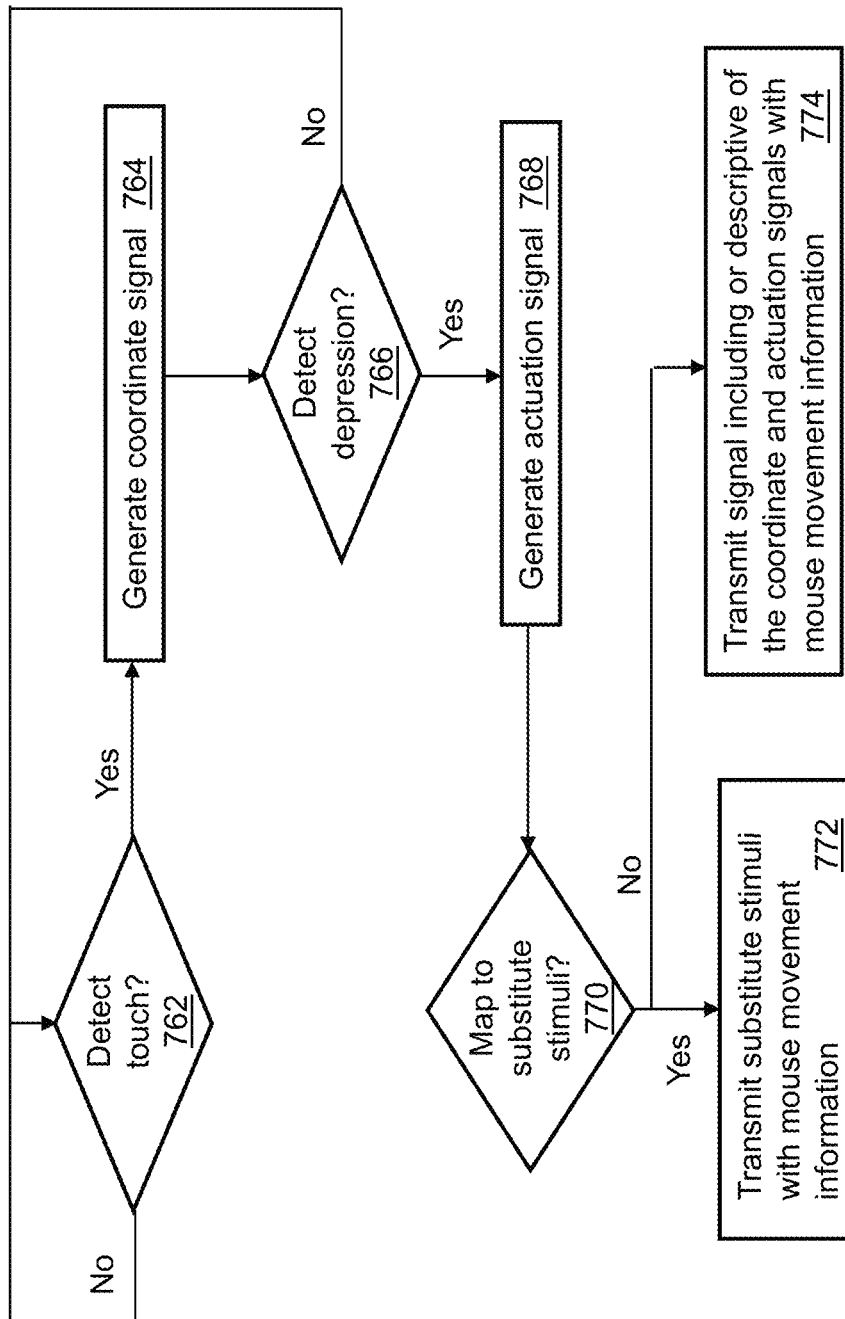 Detect
touch?
762
No
Yes
Generate coordinate signal 764
Detect
depression?
766
No
Yes
Generate actuation signal 768
Map to
substitute
stimuli?
770
No
Yes
Transmit substitute stimuli
with mouse movement
information 772
Transmit signal including or descriptive of
the coordinate and actuation signals with
mouse movement information 774